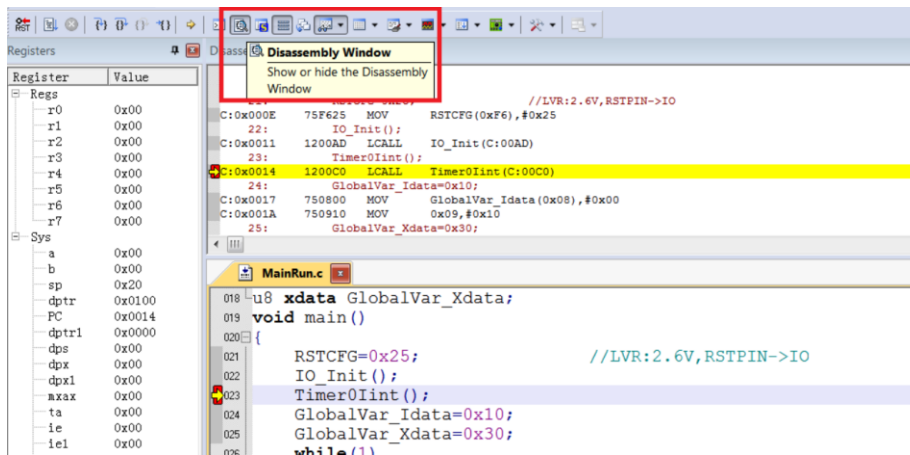 RST
Registers
Disass
Disassembly Window
Show or hide the Disassembly
Window
Register Value
Regs
r0 0x00
r1 0x00
r2 0x00
r3 0x00
r4 0x00
r5 0x00
r6 0x00
r7 0x00
Sys
a 0x00
b 0x00
sp 0x20
dptr 0x0100
PC 0x0014
dptr1 0x0000
dps 0x00
dpx 0x00
dpx1 0x00
mxax 0x00
ta 0x00
ie 0x00
ie1 0x00
//LVR:2.6V,RSTPIN->IO
C:0x000E 75F625 MOV RSTCFG(0xF6),#0x25
22: IO_Init();
C:0x0011 1200AD LCALL IO_Init(C:00AD)
23: Timer0Iint();
C:0x0014 1200C0 LCALL Timer0Iint(C:00C0)
24: GlobalVar_Idata=0x10;
C:0x0017 750800 MOV GlobalVar_Idata(0x08),#0x00
C:0x001A 750910 MOV 0x09,#0x10
25: GlobalVar_Xdata=0x30;
MainRun.c
018 u8 xdata GlobalVar_Xdata;
019 void main()
020 {
021 RSTCFG=0x25; //LVR:2.6V,RSTPIN->IO
022 IO_Init();
023 Timer0Iint();
024 GlobalVar_Idata=0x10;
025 GlobalVar_Xdata=0x30;
026 while(1)